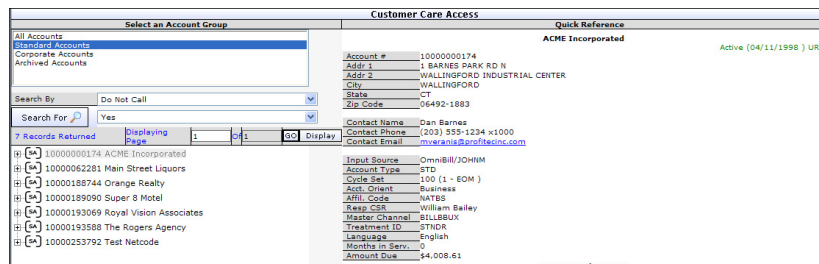 Customer Care Access
Select an Account Group
Quick Reference
All Accounts
Standard Accounts
Corporate Accounts
Archived Accounts
Search By Do Not Call
Search For Yes
7 Records Returned Displaying Page 1 Of 1 GO Display
SA 10000000174 ACME Incorporated
SA 10000062281 Main Street Liquors
SA 10000188744 Orange Realty
SA 10000189090 Super 8 Motel
SA 10000193069 Royal Vision Associates
SA 10000193588 The Rogers Agency
SA 10000253792 Test Netcode
ACME Incorporated
Active (04/11/1998 ) UR
Account # 10000000174
Addr 1 1 BARNES PARK RD N
Addr 2 WALLINGFORD INDUSTRIAL CENTER
City WALLINGFORD
State CT
Zip Code 06492-1883
Contact Name Dan Barnes
Contact Phone (203) 555-1234 x1000
Contact Email mveranis@profitecinc.com
Input Source OmniBill/JOHNM
Account Type STD
Cycle Set 100 (1 - EOM )
Acct. Orient Business
Affil. Code NATBS
Resp CSR William Bailey
Master Channel BILLBBUX
Treatment ID STNDR
Language English
Months in Serv. 0
Amount Due $4,008.61